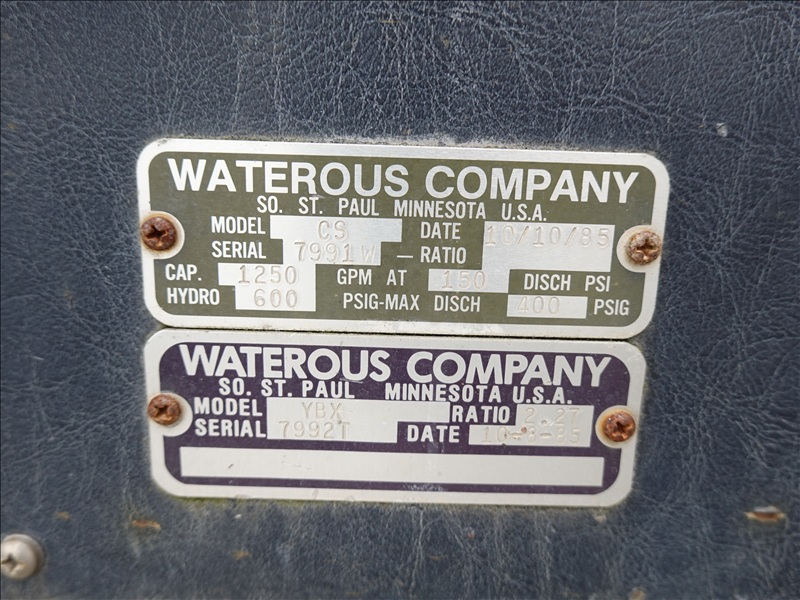 WATEROUS COMPANY
SO. ST. PAUL MINNESOTA U.S.A.
MODEL CS DATE 10/10/85
SERIAL 7991W — RATIO
CAP. 1250 GPM AT 150 DISCH PSI
HYDRO 600 PSIG-MAX DISCH 400 PSIG
WATEROUS COMPANY
SO. ST. PAUL MINNESOTA U.S.A.
MODEL YBX RATIO 2.27
SERIAL 7992T DATE